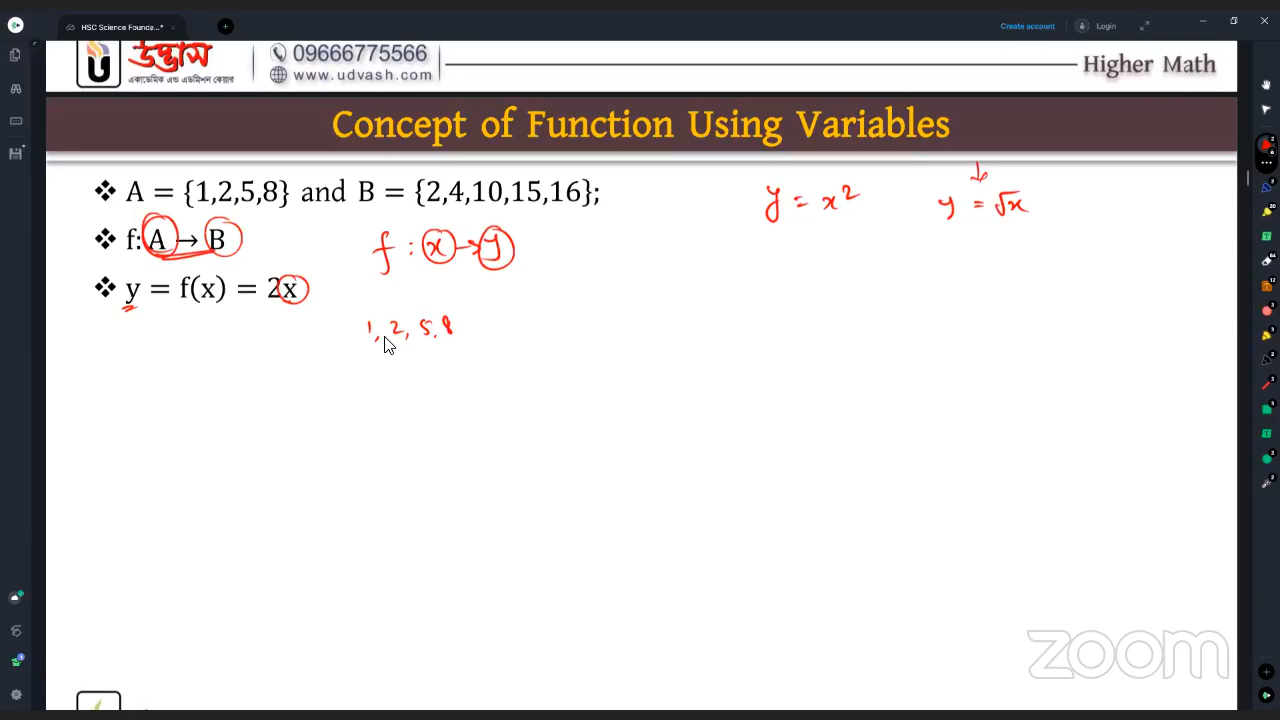 HSC Science Founda...*
Create account
Login
উদ্ভাস
একাডেমিক এন্ড এডমিশন কেয়ার
U
09666775566
www.udvash.com
Higher Math
Concept of Function Using Variables
❖ A = {1,2,5,8} and B = {2,4,10,15,16};
y = x²
y = √x
❖ f: A → B
f : x → y
❖ y = f(x) = 2x
1, 2, 5, 8
zoom